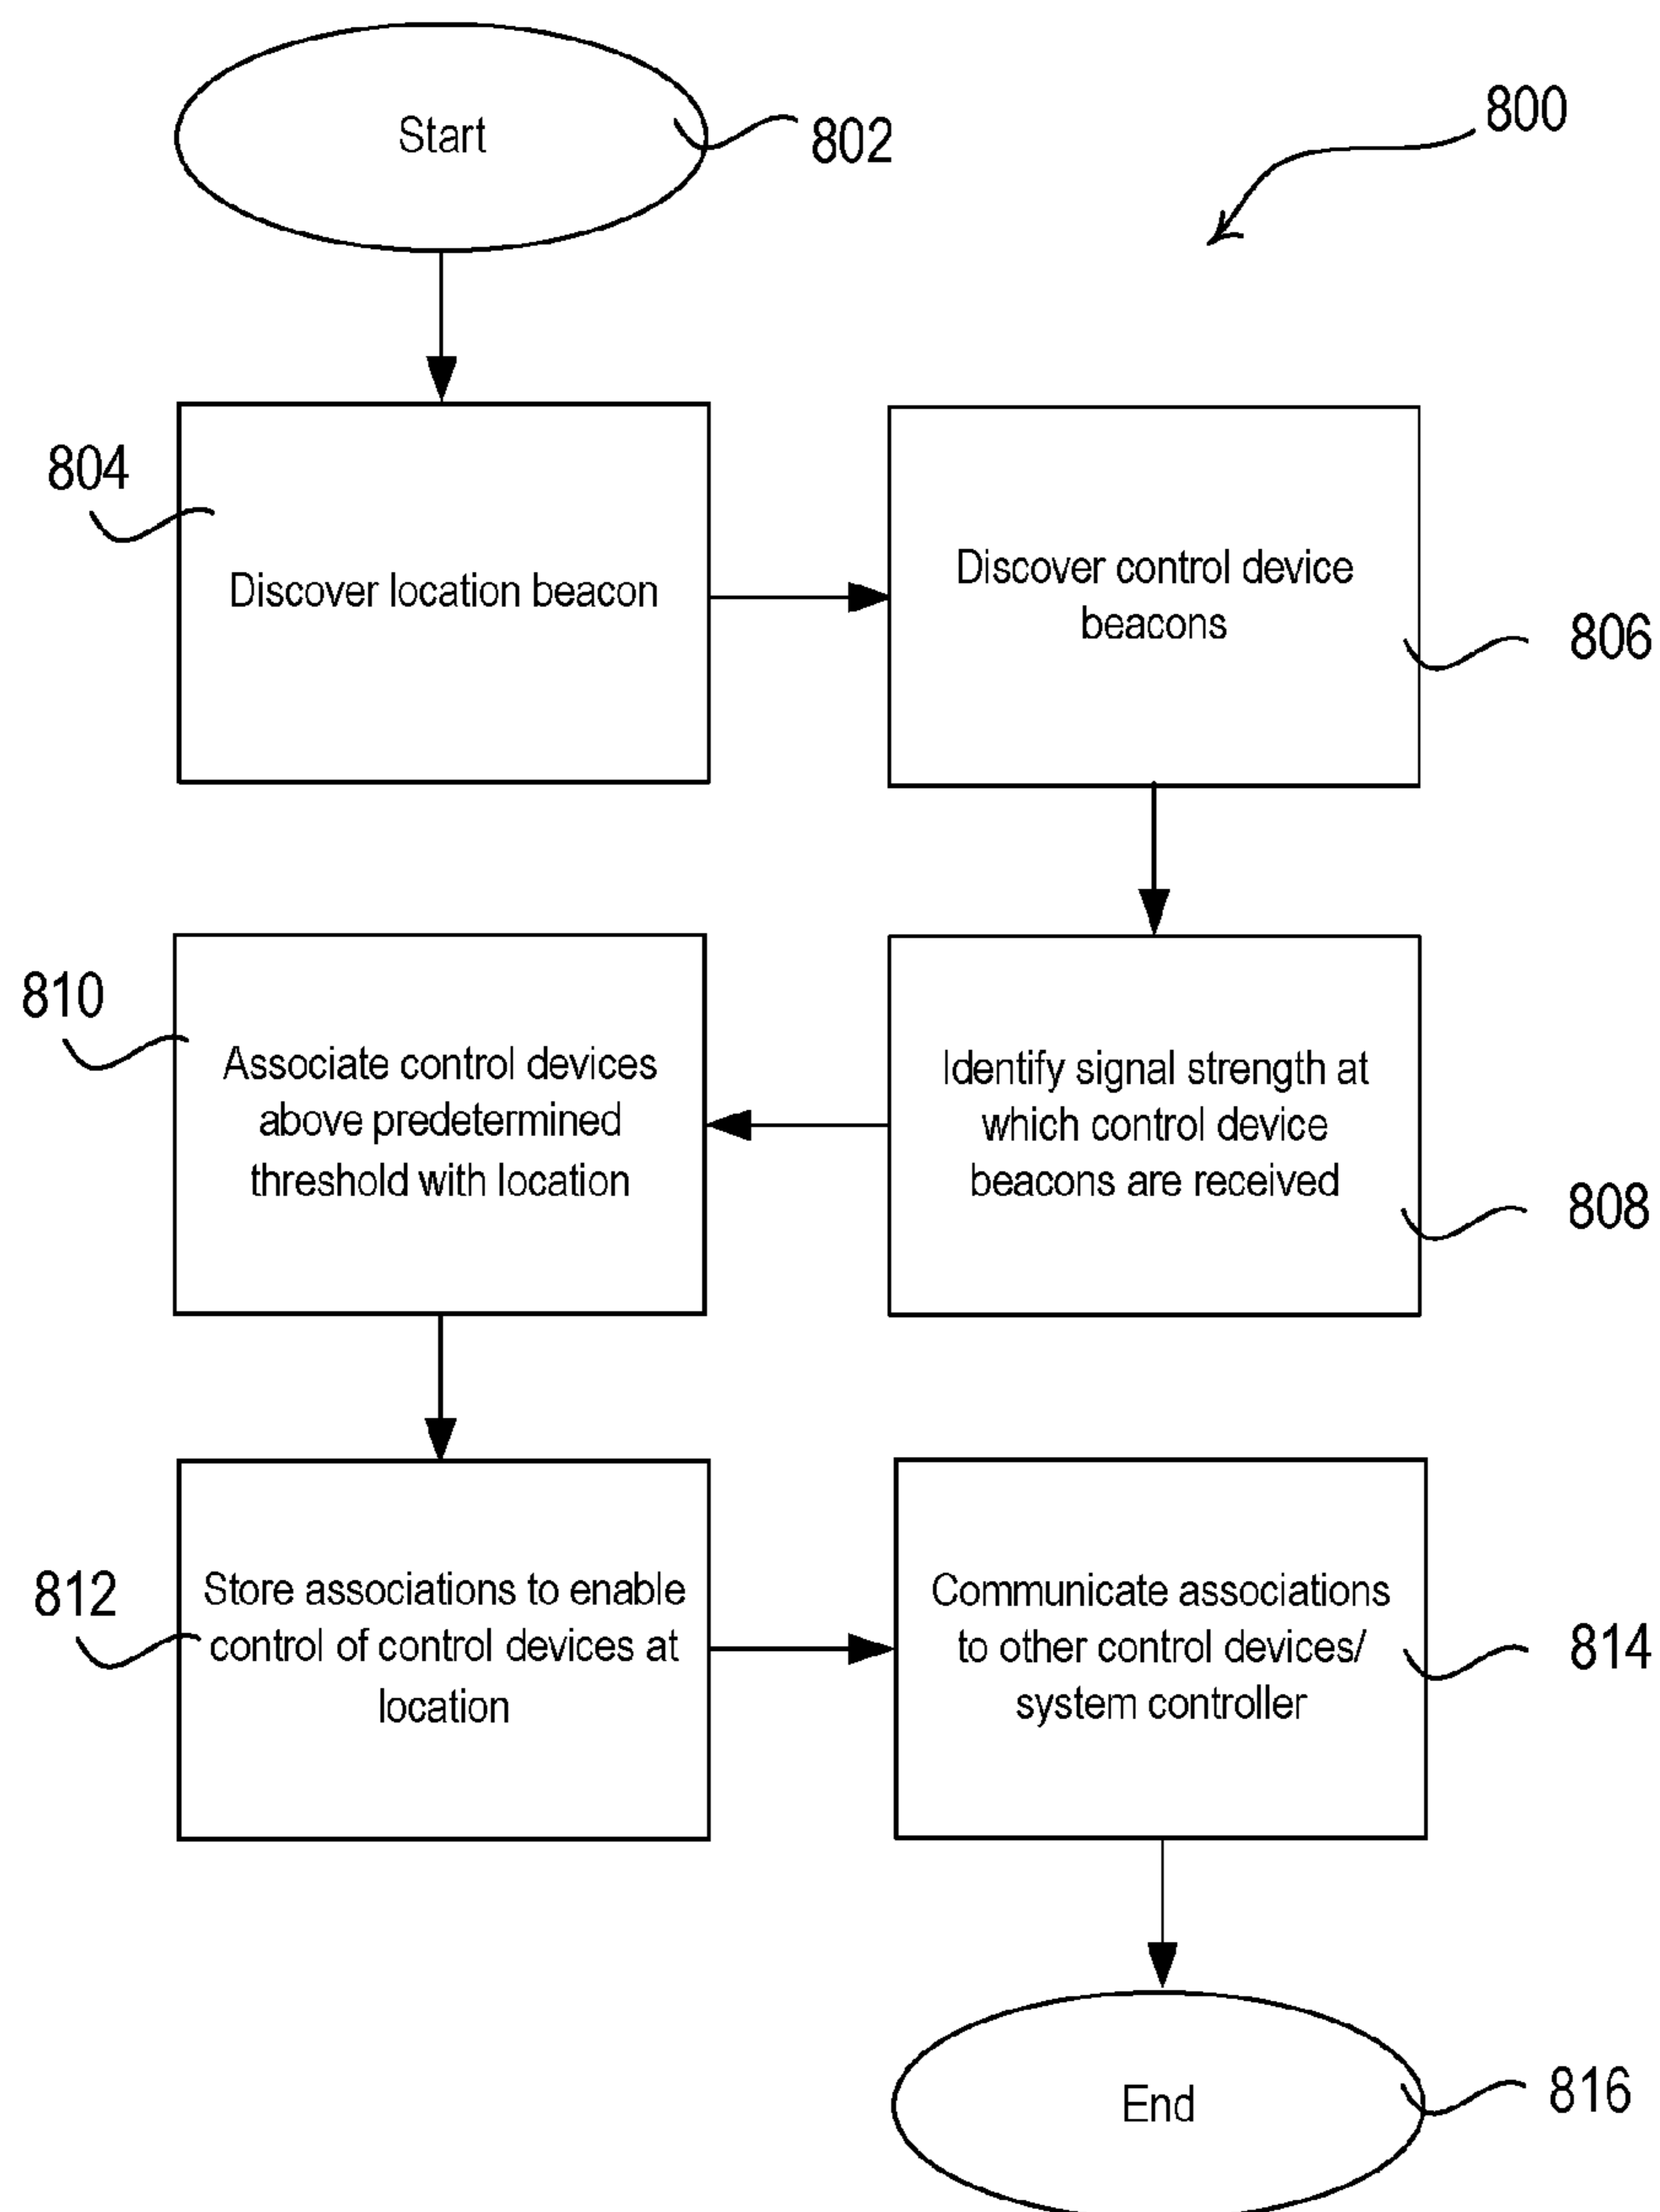 Start
802
800
804
Discover location beacon
Discover control device
beacons
806
810
Associate control devices
above predetermined
threshold with location
Identify signal strength at
which control device
beacons are received
808
812
Store associations to enable
control of control devices at
location
Communicate associations
to other control devices/
system controller
814
End
816